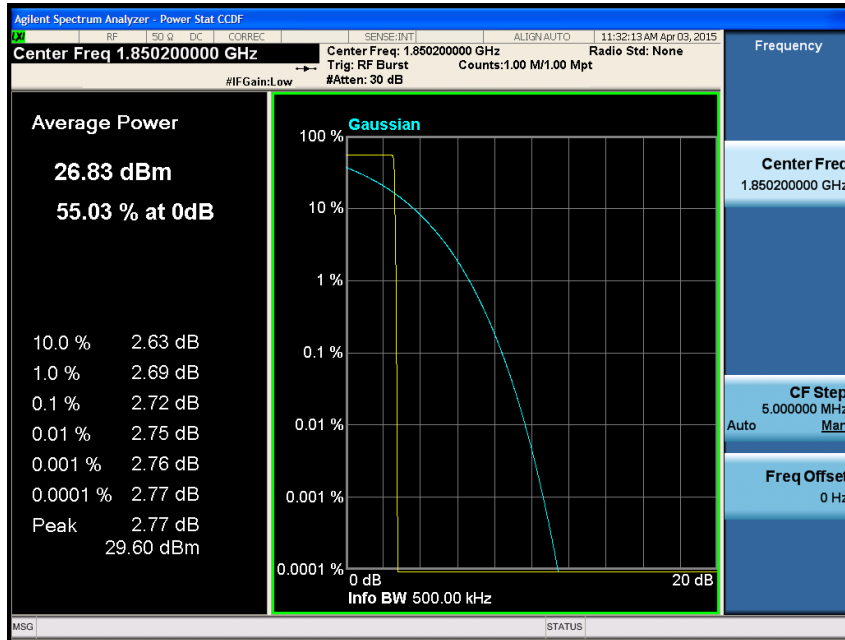 Agilent Spectrum Analyzer - Power Stat CCDF
LXI RF 50 Ω DC CORREC SENSE:INT ALIGN AUTO 11:32:13 AM Apr 03, 2015
Center Freq 1.850200000 GHz
Center Freq: 1.850200000 GHz Radio Std: None
Trig: RF Burst Counts:1.00 M/1.00 Mpt
#IFGain:Low #Atten: 30 dB
Average Power
26.83 dBm
55.03 % at 0dB
10.0 % 2.63 dB
1.0 % 2.69 dB
0.1 % 2.72 dB
0.01 % 2.75 dB
0.001 % 2.76 dB
0.0001 % 2.77 dB
Peak 2.77 dB
29.60 dBm
Gaussian
100 %
10 %
1 %
0.1 %
0.01 %
0.001 %
0.0001 %
0 dB 20 dB
Info BW 500.00 kHz
Frequency
Center Freq
1.850200000 GHz
CF Step
5.000000 MHz
Auto Man
Freq Offset
0 Hz
MSG STATUS